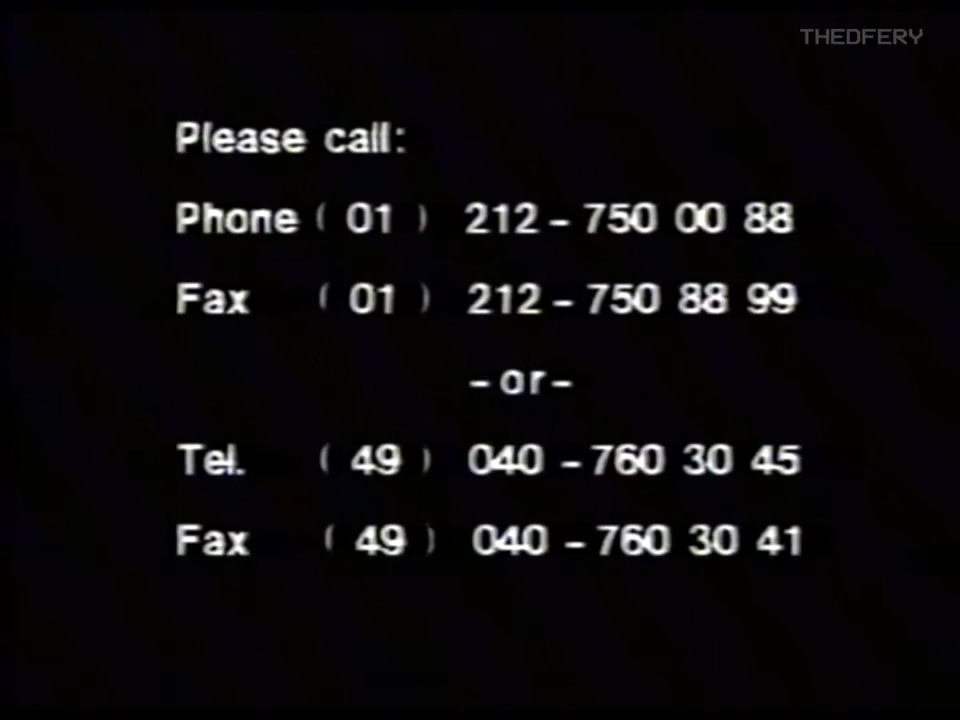 THEDFERY
Please call:
Phone ( 01 ) 212 - 750 00 88
Fax ( 01 ) 212 - 750 88 99
- or -
Tel. ( 49 ) 040 - 760 30 45
Fax ( 49 ) 040 - 760 30 41